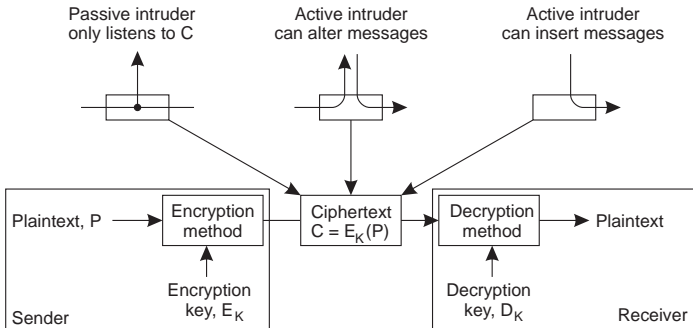 Passive intruder
only listens to C
Active intruder
can alter messages
Active intruder
can insert messages
Plaintext, P
Encryption
method
Ciphertext
C = E_K(P)
Decryption
method
Plaintext
Encryption
key, E_K
Decryption
key, D_K
Sender
Receiver